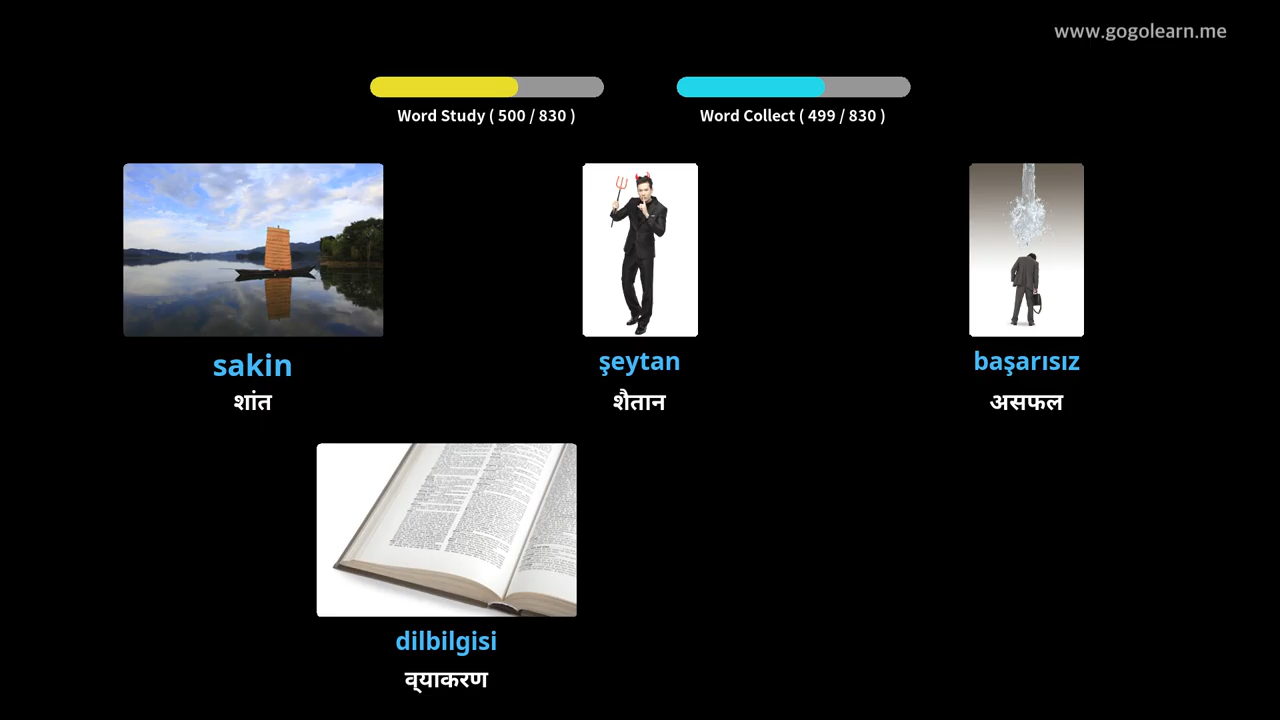 www.gogolearn.me
Word Study ( 500 / 830 )
Word Collect ( 499 / 830 )
sakin
शांत
şeytan
शैतान
başarısız
असफल
dilbilgisi
व्याकरण